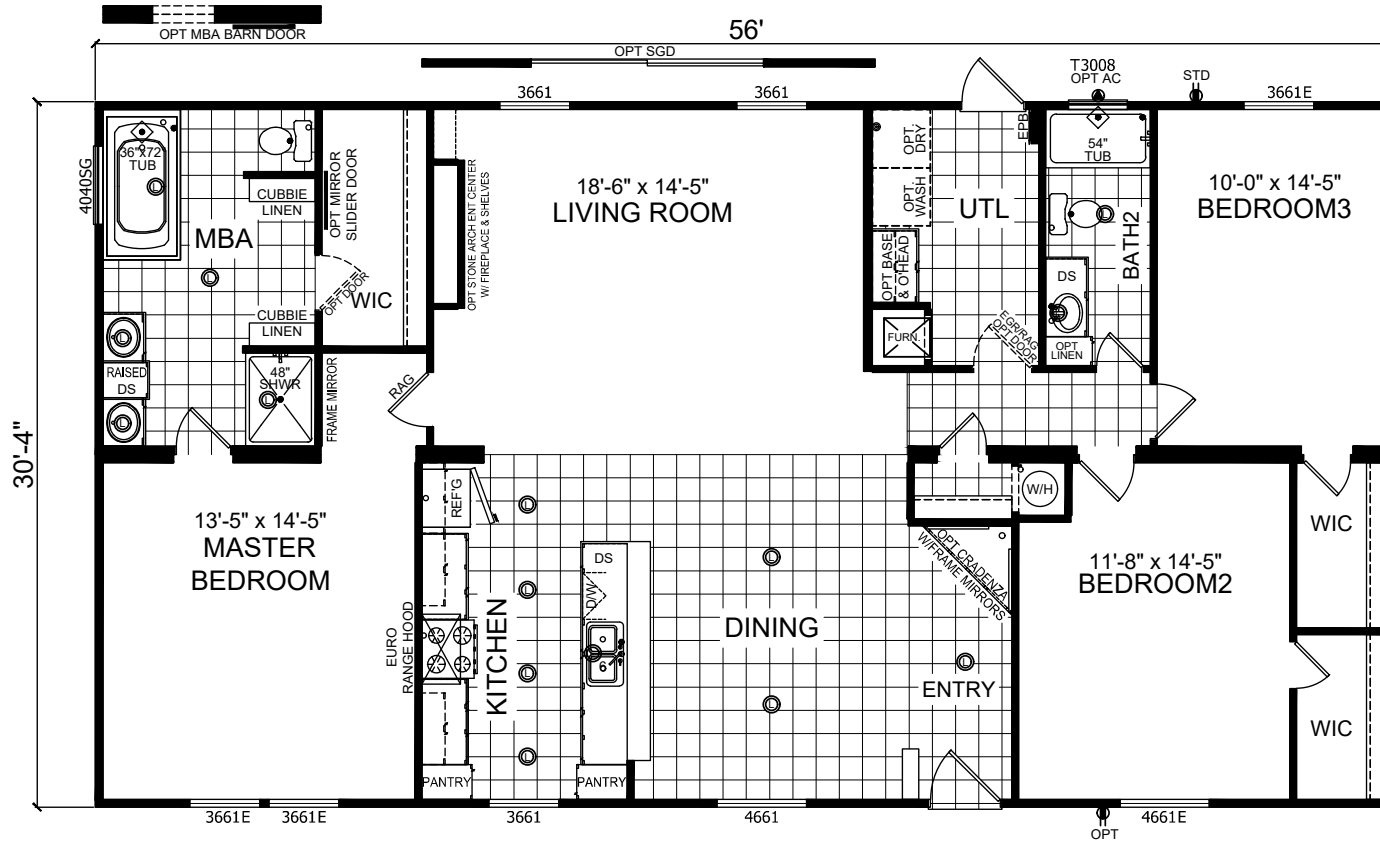 OPT MBA BARN DOOR
56'
OPT SGD
T3008
OPT AC
STD
3661
3661
3661E
30'-4"
4040SG
36"X72"
TUB
CUBBIE
LINEN
MBA
OPT MIRROR
SLIDER DOOR
OPT DOOR
WIC
CUBBIE
LINEN
RAISED
DS
48"
SHWR
FRAME MIRROR
RAG
OPT STONE ARCH ENT CENTER
W/ FIREPLACE & SHELVES
18'-6" x 14'-5"
LIVING ROOM
OPT.
DRY
OPT.
WASH
OPT BASE
& O'HEAD
FURN.
UTL
EPB
EGR/RAG
OPT DOOR
54"
TUB
BATH2
DS
OPT
LINEN
10'-0" x 14'-5"
BEDROOM3
13'-5" x 14'-5"
MASTER
BEDROOM
REF'G
EURO
RANGE HOOD
KITCHEN
PANTRY
DS
D/W
6
PANTRY
DINING
W/H
OPT CRADENZA
W/FRAME MIRRORS
ENTRY
11'-8" x 14'-5"
BEDROOM2
WIC
WIC
3661E
3661E
3661
4661
4661E
OPT